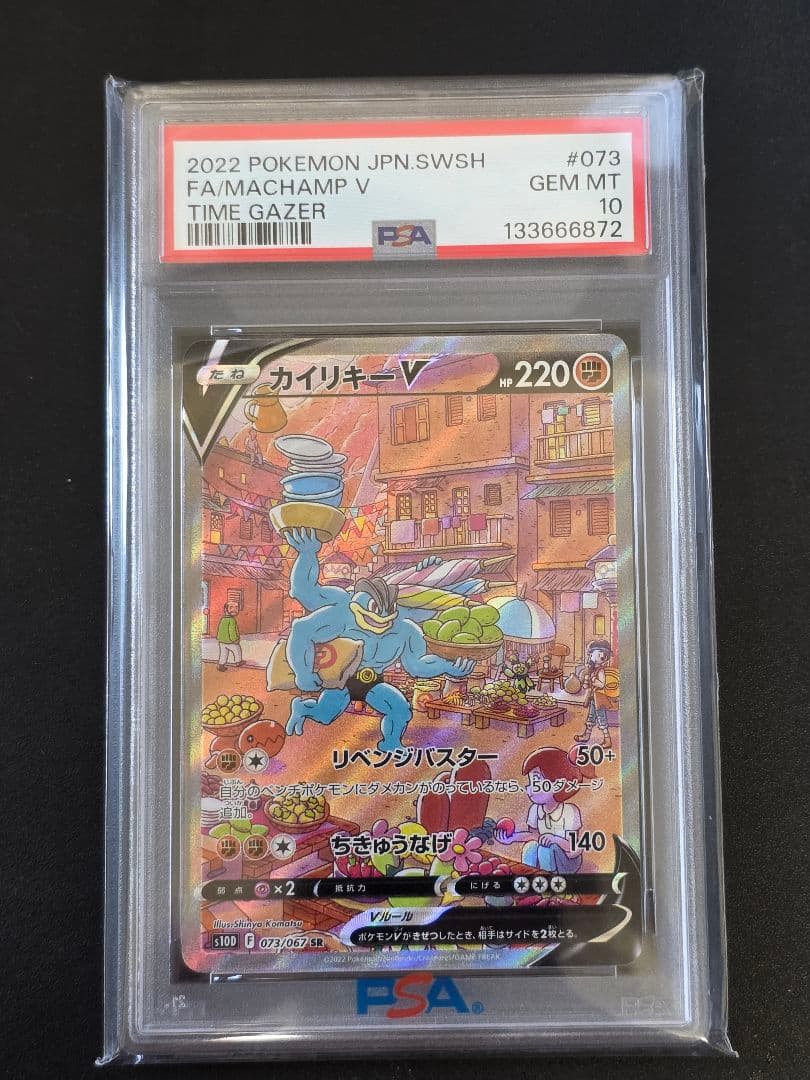 2022 POKEMON JPN.SWSH #073
FA/MACHAMP V GEM MT
TIME GAZER 10
PSA 133666872
たね カイリキーV HP 220
リベンジバスター 50+
自分のベンチポケモンにダメカンがのっているなら、50ダメージ
追加。
ちきゅうなげ 140
弱点 ×2 抵抗力 にげる
Illus.Shinya Komatsu Vルール
s10D F 073/067 SR ポケモンVがきぜつしたとき、相手はサイドを2枚とる。
©2022 Pokémon/Nintendo/Creatures/GAME FREAK.
PSA®